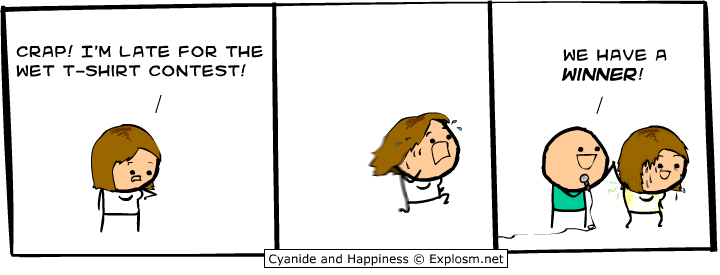 CRAP! I'M LATE FOR THE
WET T-SHIRT CONTEST!
WE HAVE A
WINNER!
Cyanide and Happiness © Explosm.net